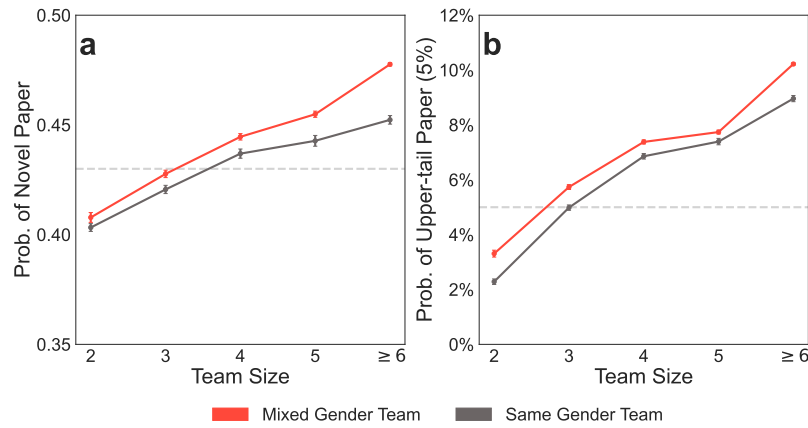 a
Prob. of Novel Paper
0.50
0.45
0.40
0.35
2 3 4 5 ≥ 6
Team Size
b
Prob. of Upper-tail Paper (5%)
12%
10%
8%
6%
4%
2%
0%
2 3 4 5 ≥ 6
Team Size
Mixed Gender Team
Same Gender Team